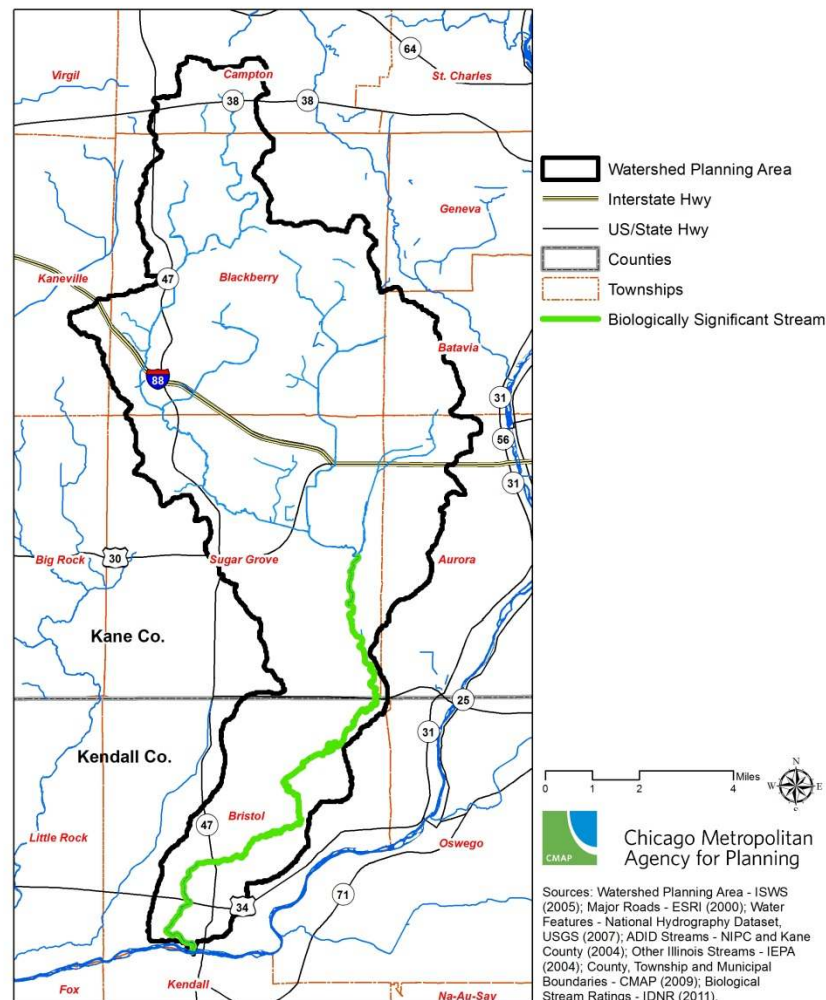 64
Virgil
Campton
St. Charles
38
38
Geneva
Kaneville
47
Blackberry
Batavia
88
31
56
31
Big Rock
30
Sugar Grove
Aurora
Kane Co.
25
31
Kendall Co.
47
Bristol
Little Rock
Oswego
34
71
Fox
Kendall
Na-Au-Say
Watershed Planning Area
Interstate Hwy
US/State Hwy
Counties
Townships
Biologically Significant Stream
0 1 2 4 Miles
N
W E
S
CMAP
Chicago Metropolitan
Agency for Planning
Sources: Watershed Planning Area - ISWS
(2005); Major Roads - ESRI (2000); Water
Features - National Hydrography Dataset,
USGS (2007); ADID Streams - NIPC and Kane
County (2004); Other Illinois Streams - IEPA
(2004); County, Township and Municipal
Boundaries - CMAP (2009); Biological
Stream Ratings - IDNR (2011).